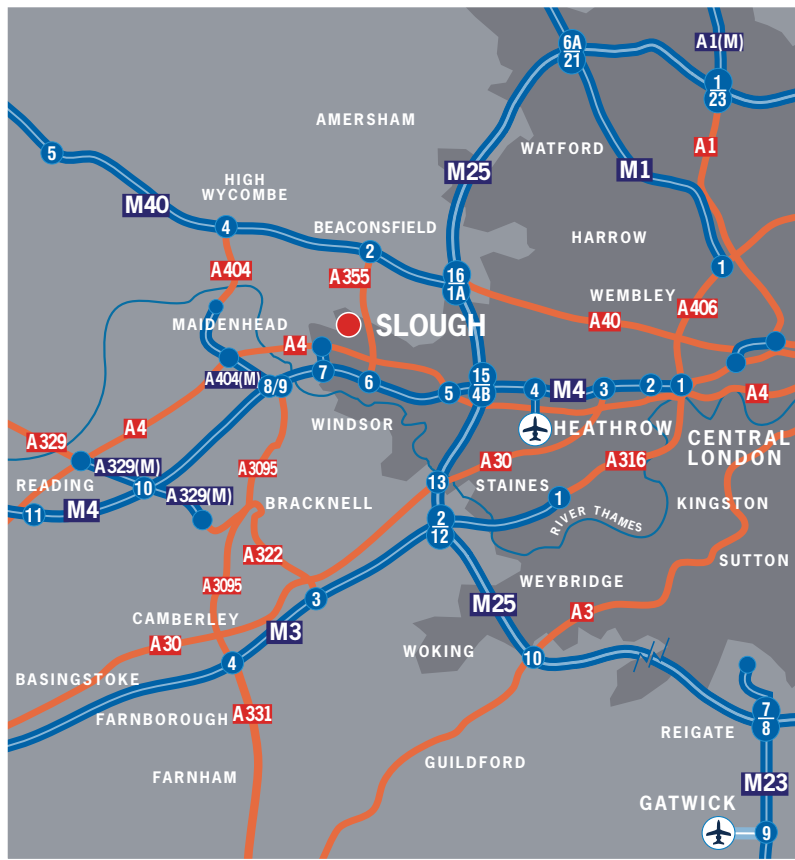 6A
21
A1(M)
1
23
AMERSHAM
WATFORD
A1
5
M25
M1
HIGH
WYCOMBE
M40
4
BEACONSFIELD
2
HARROW
A404
A355
16
1A
1
WEMBLEY
A406
MAIDENHEAD
SLOUGH
A40
A4
A404(M)
8/9
7
6
5
15
4B
4
M4
3
2
1
A4
WINDSOR
HEATHROW
CENTRAL
LONDON
A329
A4
A329(M)
A3095
A30
A316
READING
10
A329(M)
BRACKNELL
13
STAINES
1
KINGSTON
11
M4
2
12
RIVER THAMES
A322
SUTTON
A3095
WEYBRIDGE
3
M25
A3
CAMBERLEY
M3
A30
WOKING
10
4
BASINGSTOKE
FARNBOROUGH
A331
7
8
REIGATE
GUILDFORD
FARNHAM
M23
GATWICK
9